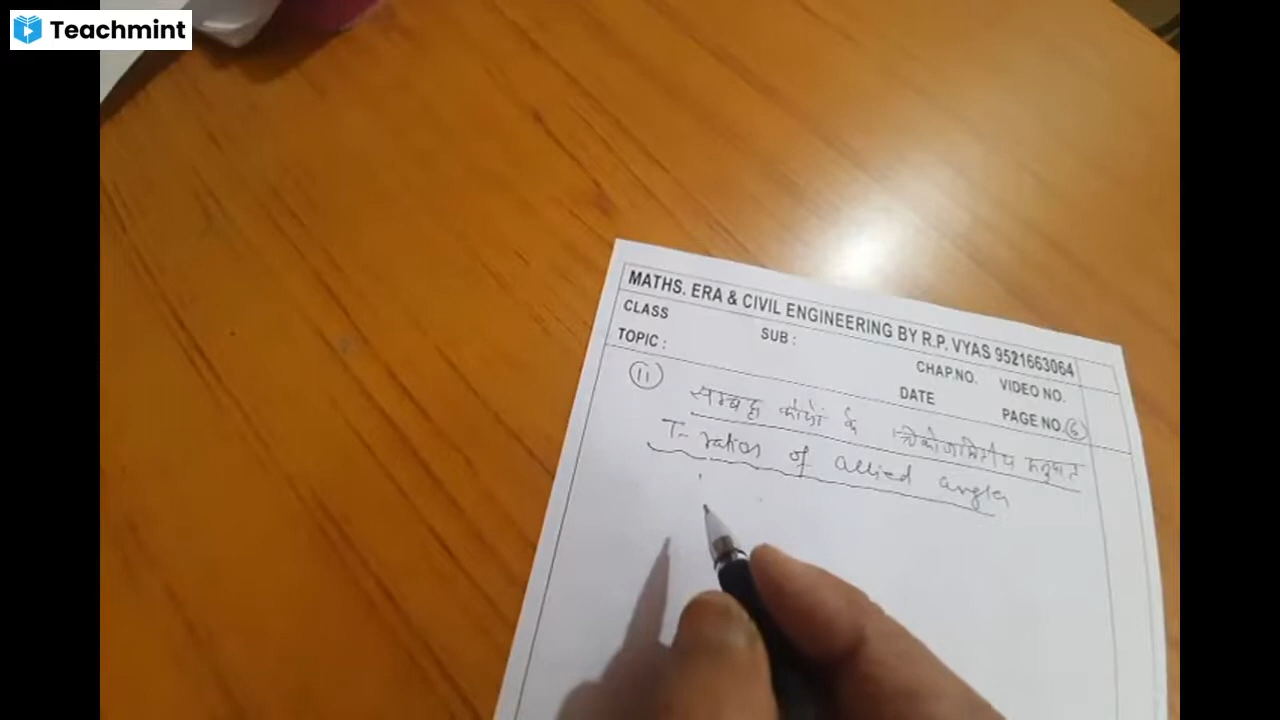 Teachmint
MATHS. ERA & CIVIL ENGINEERING BY R.P. VYAS 9521663064
CLASS SUB : CHAP.NO. VIDEO NO.
TOPIC : DATE PAGE NO. 6
11 सम्बद्ध कोणों के त्रिकोणमितीय अनुपात
T-ratios of allied angles